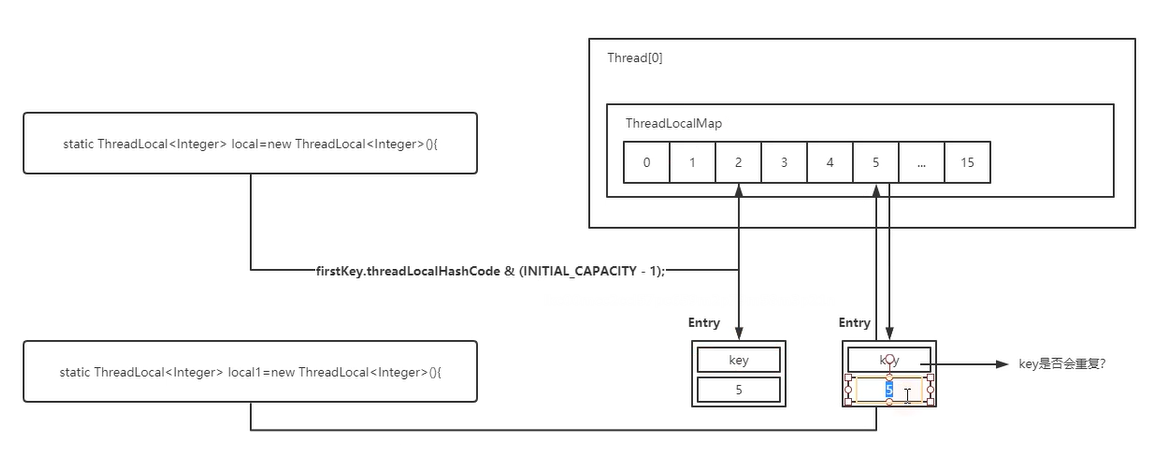 Thread[0]
ThreadLocalMap
static ThreadLocal<Integer> local=new ThreadLocal<Integer>(){
0 1 2 3 4 5 ... 15
firstKey.threadLocalHashCode & (INITIAL_CAPACITY - 1);
Entry Entry
key key key是否会重复?
static ThreadLocal<Integer> local1=new ThreadLocal<Integer>(){
5 5